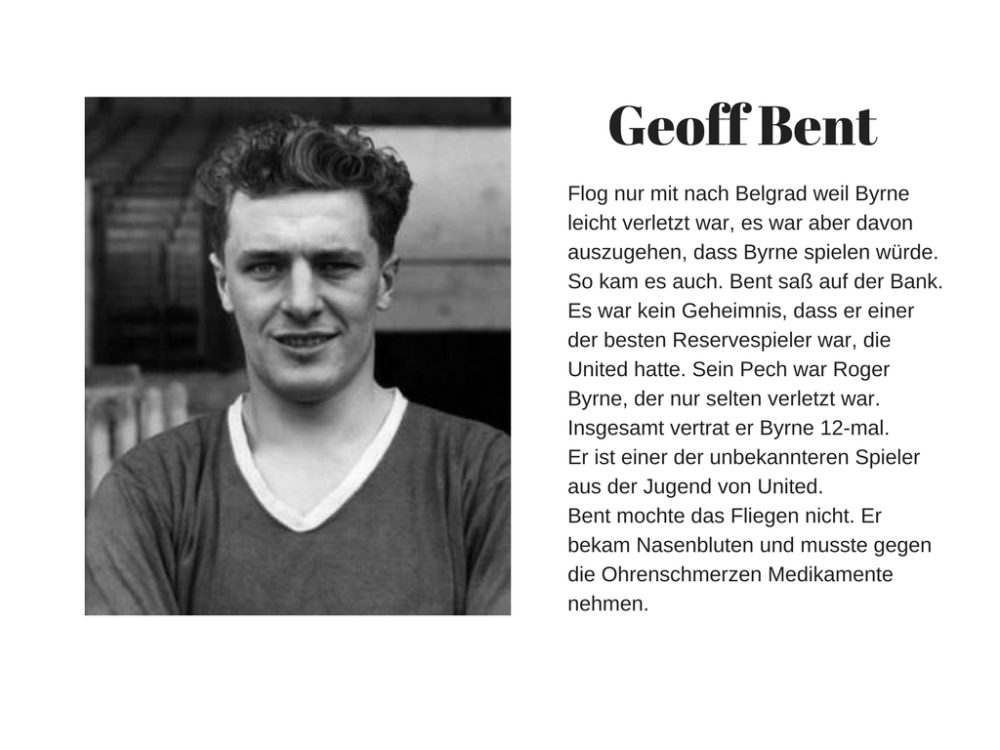 Geoff Bent
Flog nur mit nach Belgrad weil Byrne
leicht verletzt war, es war aber davon
auszugehen, dass Byrne spielen würde.
So kam es auch. Bent saß auf der Bank.
Es war kein Geheimnis, dass er einer
der besten Reservespieler war, die
United hatte. Sein Pech war Roger
Byrne, der nur selten verletzt war.
Insgesamt vertrat er Byrne 12-mal.
Er ist einer der unbekannteren Spieler
aus der Jugend von United.
Bent mochte das Fliegen nicht. Er
bekam Nasenbluten und musste gegen
die Ohrenschmerzen Medikamente
nehmen.